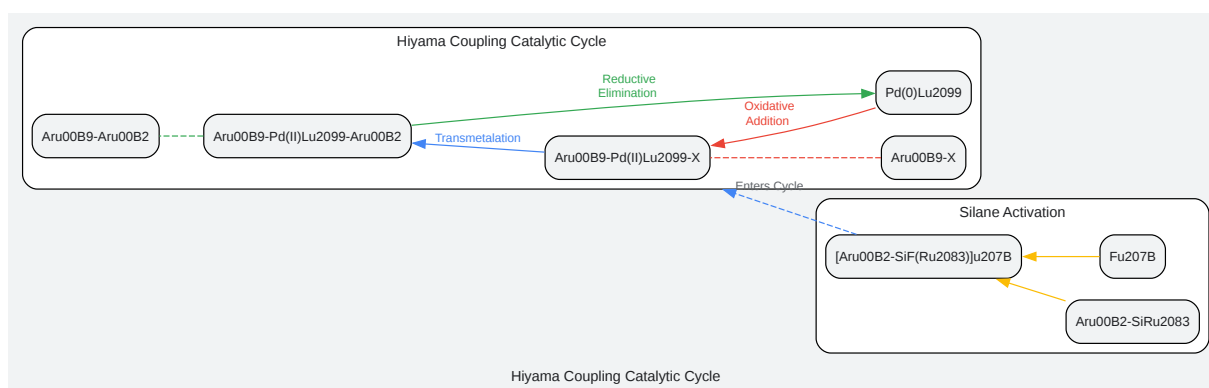 Hiyama Coupling Catalytic Cycle
Reductive
Elimination
Pd(0)Lu2099
Oxidative
Addition
Aru00B9-Aru00B2
Aru00B9-Pd(II)Lu2099-Aru00B2
Transmetalation
Aru00B9-Pd(II)Lu2099-X
Aru00B9-X
Enters Cycle
Silane Activation
[Aru00B2-SiF(Ru2083)]u207B
Fu207B
Aru00B2-SiRu2083
Hiyama Coupling Catalytic Cycle